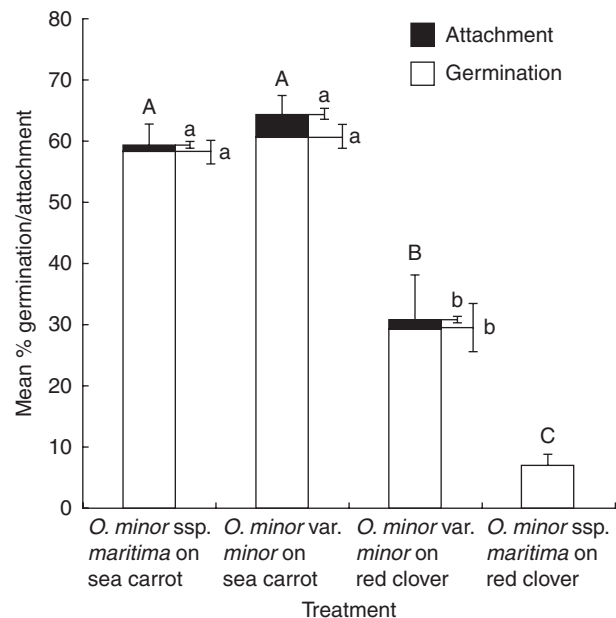 80
70
60
50
40
30
20
10
0
Mean % germination/attachment
Attachment
Germination
A
a
a
A
a
a
B
b
b
C
O. minor ssp.
maritima on
sea carrot
O. minor var.
minor on
sea carrot
O. minor var.
minor on
red clover
O. minor ssp.
maritima on
red clover
Treatment